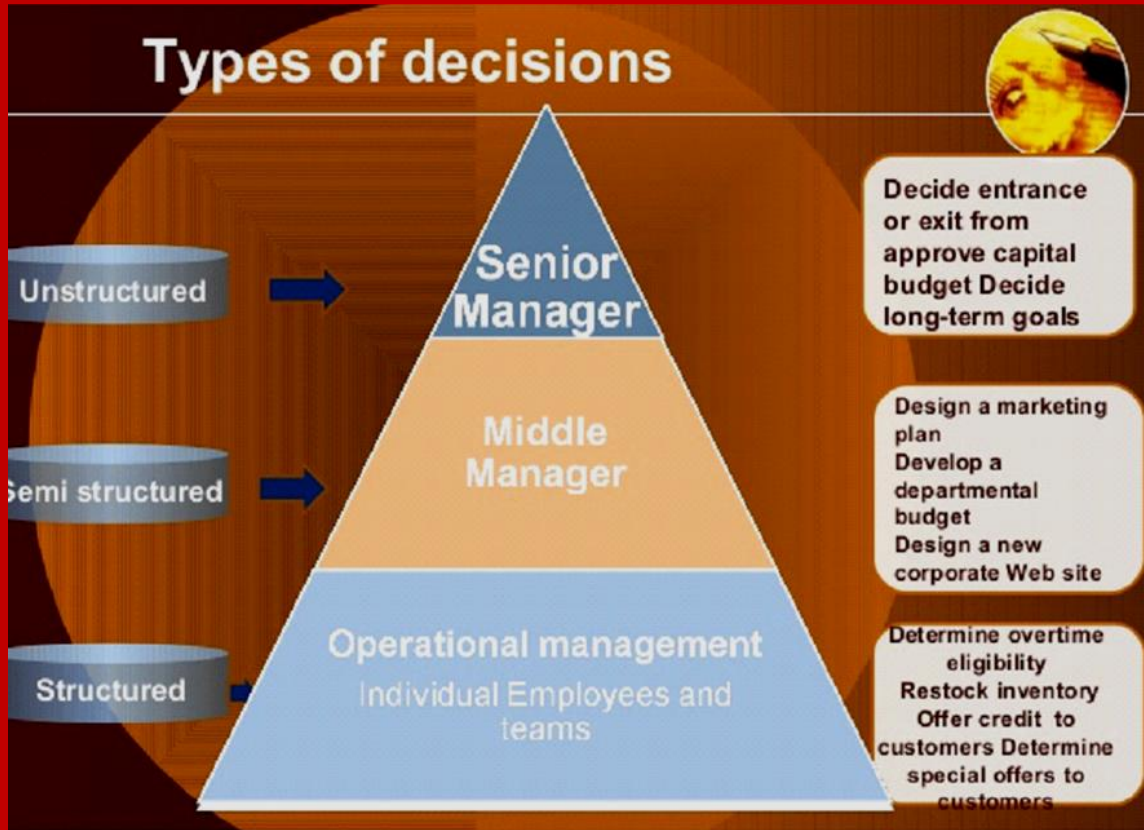 Types of decisions
Unstructured
Senior
Manager
Decide entrance
or exit from
approve capital
budget Decide
long-term goals
Semi structured
Middle
Manager
Design a marketing
plan
Develop a
departmental
budget
Design a new
corporate Web site
Structured
Operational management
Individual Employees and
teams
Determine overtime
eligibility
Restock inventory
Offer credit to
customers Determine
special offers to
customers